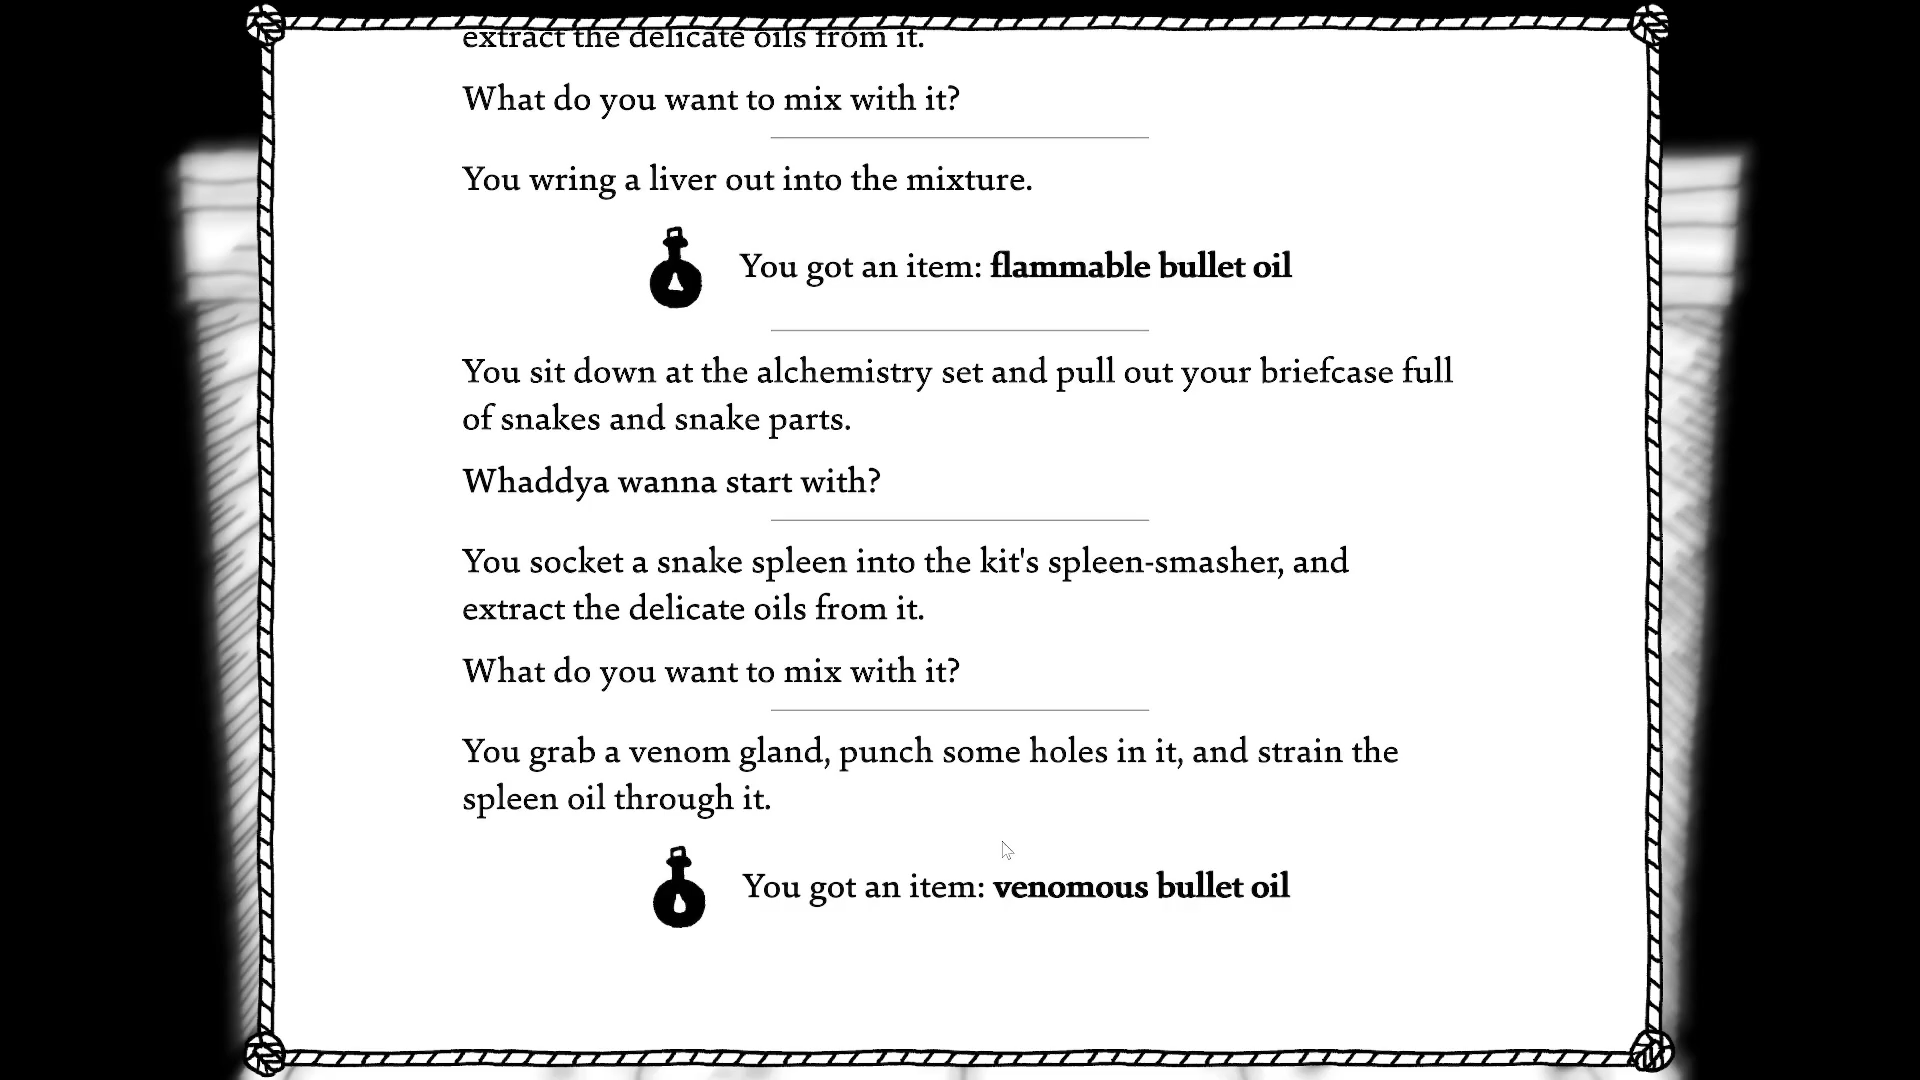 extract the delicate oils from it.
What do you want to mix with it?
You wring a liver out into the mixture.
You got an item: flammable bullet oil
You sit down at the alchemistry set and pull out your briefcase full
of snakes and snake parts.
Whaddya wanna start with?
You socket a snake spleen into the kit's spleen-smasher, and
extract the delicate oils from it.
What do you want to mix with it?
You grab a venom gland, punch some holes in it, and strain the
spleen oil through it.
You got an item: venomous bullet oil